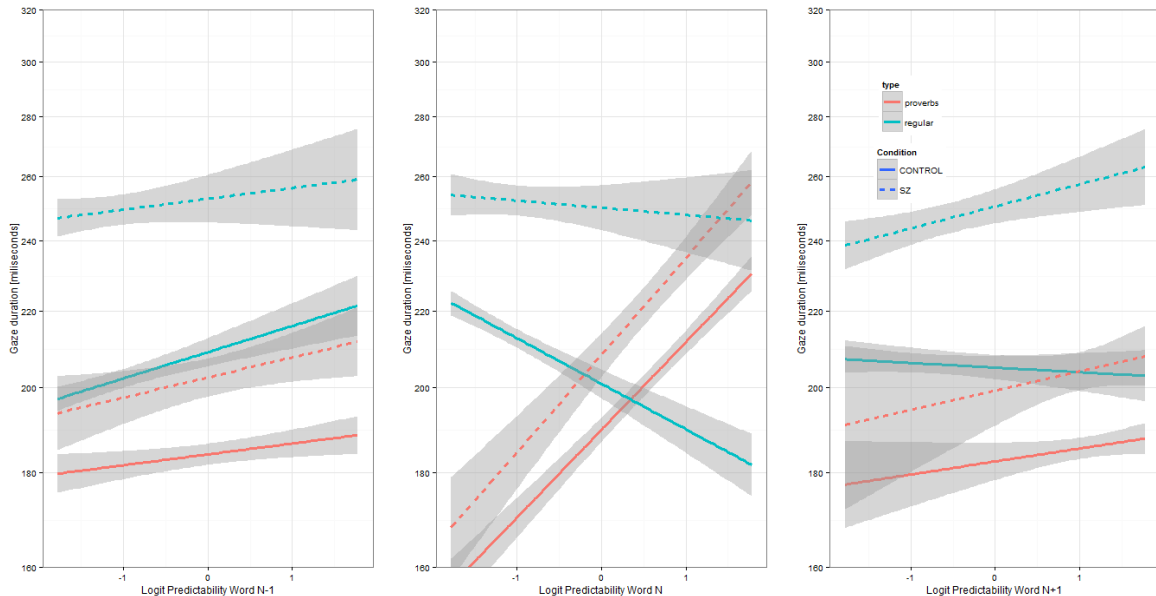 Gaze duration [miliseconds]
300
280
260
240
220
200
180
160
-1
0
1
Logit Predictability Word N-1
Gaze duration [miliseconds]
300
280
260
240
220
200
180
160
-1
0
1
Logit Predictability Word N
Gaze duration [miliseconds]
300
280
260
240
220
200
180
160
-1
0
1
Logit Predictability Word N+1
type
proverbs
regular
Condition
CONTROL
SZ